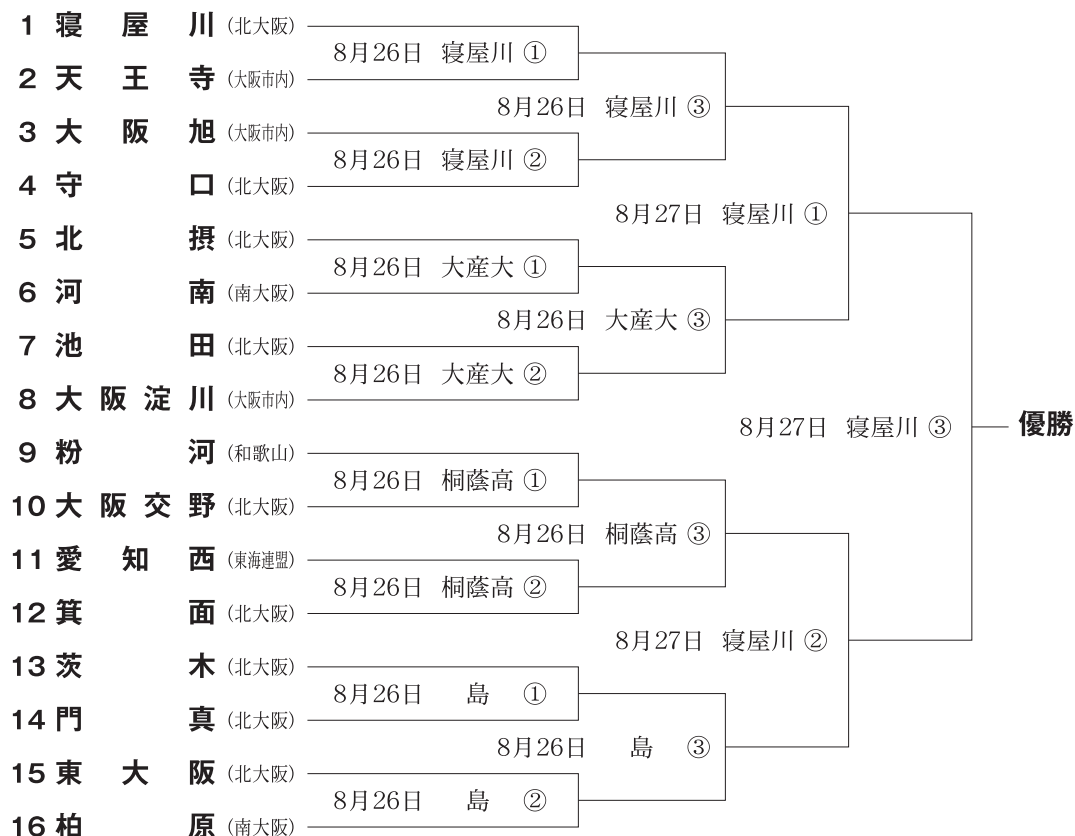 1 寝屋川 (北大阪)
8月26日 寝屋川 ①
2 天王寺 (大阪市内)
8月26日 寝屋川 ③
3 大阪旭 (大阪市内)
8月26日 寝屋川 ②
4 守口 (北大阪)
8月27日 寝屋川 ①
5 北摂 (北大阪)
8月26日 大産大 ①
6 河南 (南大阪)
8月26日 大産大 ③
7 池田 (北大阪)
8月26日 大産大 ②
8 大阪淀川 (大阪市内)
8月27日 寝屋川 ③
優勝
9 粉河 (和歌山)
8月26日 桐蔭高 ①
10 大阪交野 (北大阪)
8月26日 桐蔭高 ③
11 愛知西 (東海連盟)
8月26日 桐蔭高 ②
12 箕面 (北大阪)
8月27日 寝屋川 ②
13 茨木 (北大阪)
8月26日 島 ①
14 門真 (北大阪)
8月26日 島 ③
15 東大阪 (北大阪)
8月26日 島 ②
16 柏原 (南大阪)